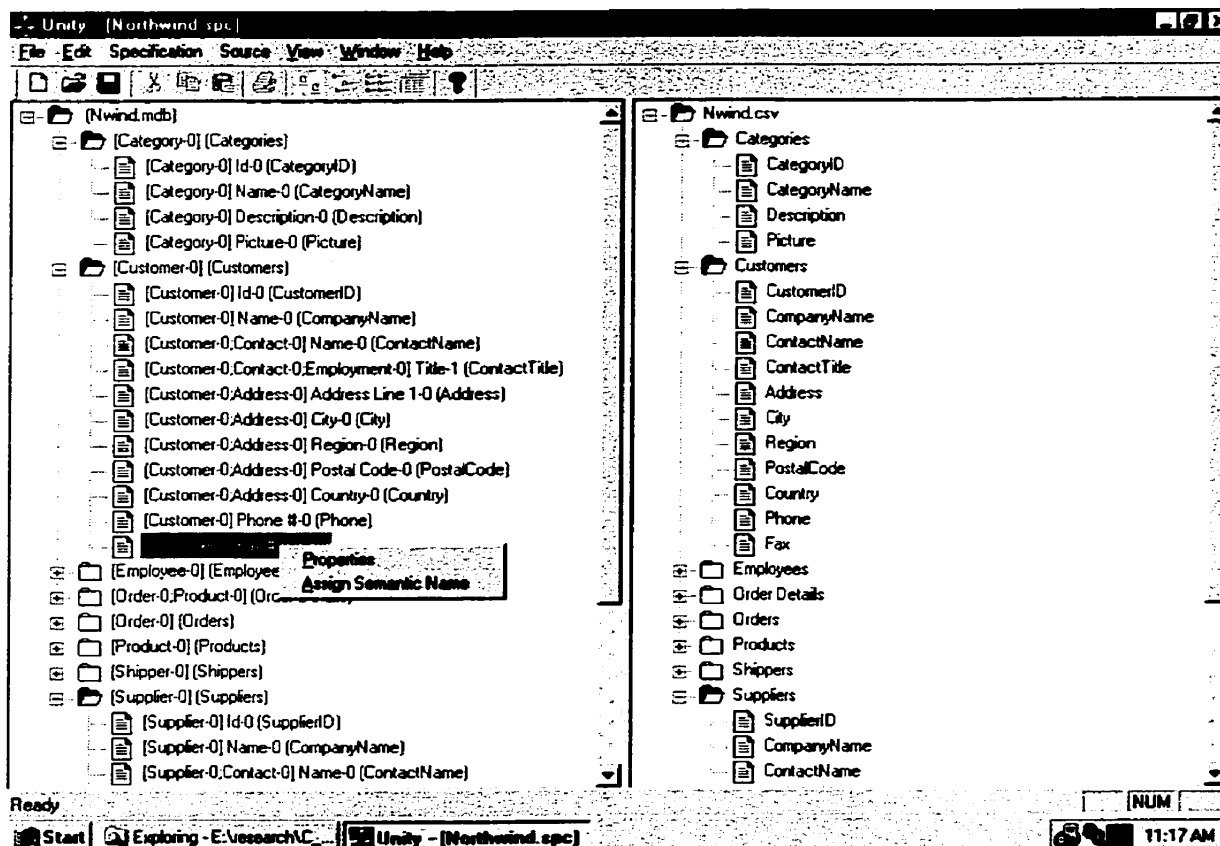 Unity - [Northwind.spc]
File Edit Specification Source View Window Help
(Nwind.mdb)
[Category-0] (Categories)
[Category-0] Id-0 (CategoryID)
[Category-0] Name-0 (CategoryName)
[Category-0] Description-0 (Description)
[Category-0] Picture-0 (Picture)
[Customer-0] (Customers)
[Customer-0] Id-0 (CustomerID)
[Customer-0] Name-0 (CompanyName)
[Customer-0;Contact-0] Name-0 (ContactName)
[Customer-0;Contact-0;Employment-0] Title-1 (ContactTitle)
[Customer-0;Address-0] Address Line 1-0 (Address)
[Customer-0;Address-0] City-0 (City)
[Customer-0;Address-0] Region-0 (Region)
[Customer-0;Address-0] Postal Code-0 (PostalCode)
[Customer-0;Address-0] Country-0 (Country)
[Customer-0] Phone #-0 (Phone)
Properties
Assign Semantic Name
[Employee-0] (Employee
[Order-0;Product-0]
[Order-0] (Orders)
[Product-0] (Products)
[Shipper-0] (Shippers)
[Supplier-0] (Suppliers)
[Supplier-0] Id-0 (SupplierID)
[Supplier-0] Name-0 (CompanyName)
[Supplier-0;Contact-0] Name-0 (ContactName)
Nwind.csv
Categories
CategoryID
CategoryName
Description
Picture
Customers
CustomerID
CompanyName
ContactName
ContactTitle
Address
City
Region
PostalCode
Country
Phone
Fax
Employees
Order Details
Orders
Products
Shippers
Suppliers
SupplierID
CompanyName
ContactName
Ready
NUM
Start
Exploring - E:\research\C_...
Unity - [Northwind.spc]
11:17 AM